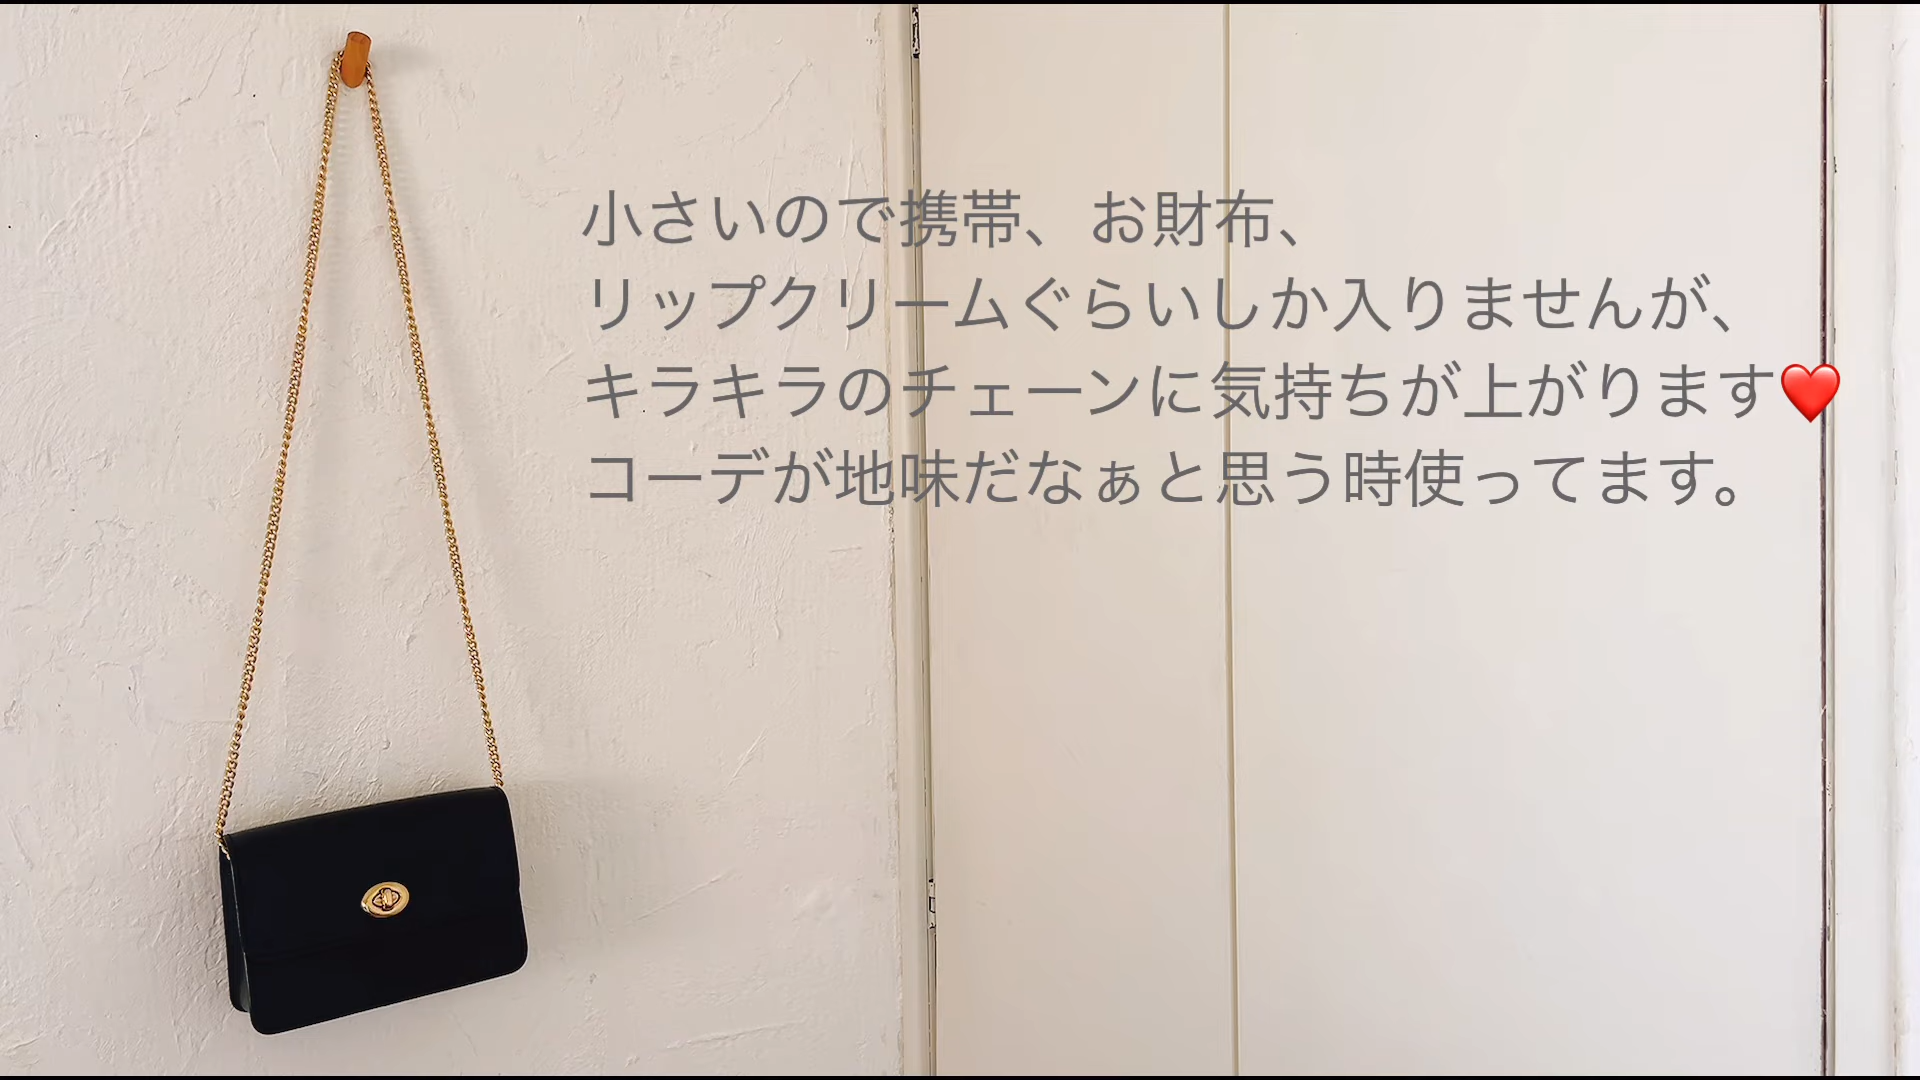 小さいので携帯、お財布、
リップクリームぐらいしか入りませんが、
キラキラのチェーンに気持ちが上がります❤️
コーデが地味だなぁと思う時使ってます。